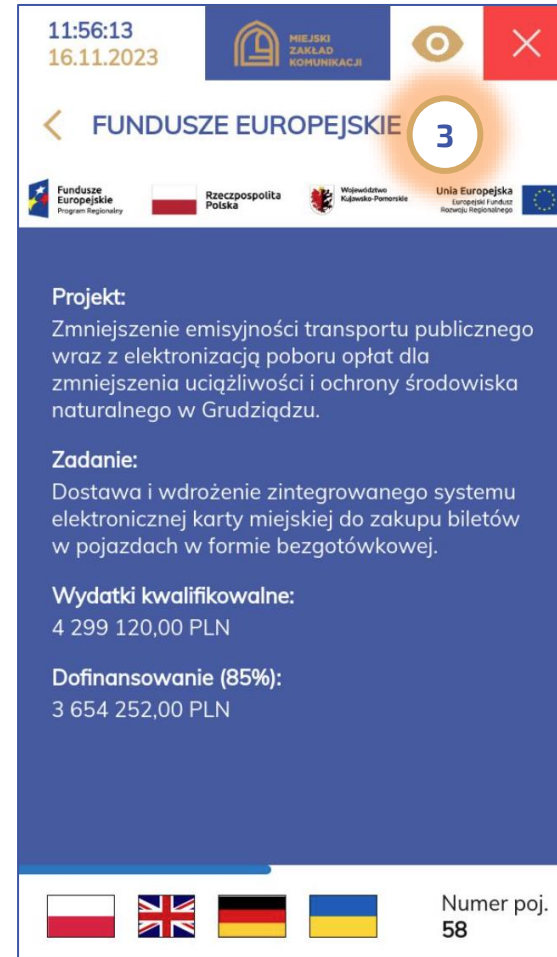 11:56:13
16.11.2023
MIEJSKI
ZAKŁAD
KOMUNIKACJI
FUNDUSZE EUROPEJSKIE
3
Fundusze
Europejskie
Program Regionalny
Rzeczpospolita
Polska
Województwo
Kujawsko-Pomorskie
Unia Europejska
Europejski Fundusz
Rozwoju Regionalnego
Projekt:
Zmniejszenie emisyjności transportu publicznego
wraz z elektronizacją poboru opłat dla
zmniejszenia uciążliwości i ochrony środowiska
naturalnego w Grudziądzu.
Zadanie:
Dostawa i wdrożenie zintegrowanego systemu
elektronicznej karty miejskiej do zakupu biletów
w pojazdach w formie bezgotówkowej.
Wydatki kwalifikowalne:
4 299 120,00 PLN
Dofinansowanie (85%):
3 654 252,00 PLN
Numer poj.
58